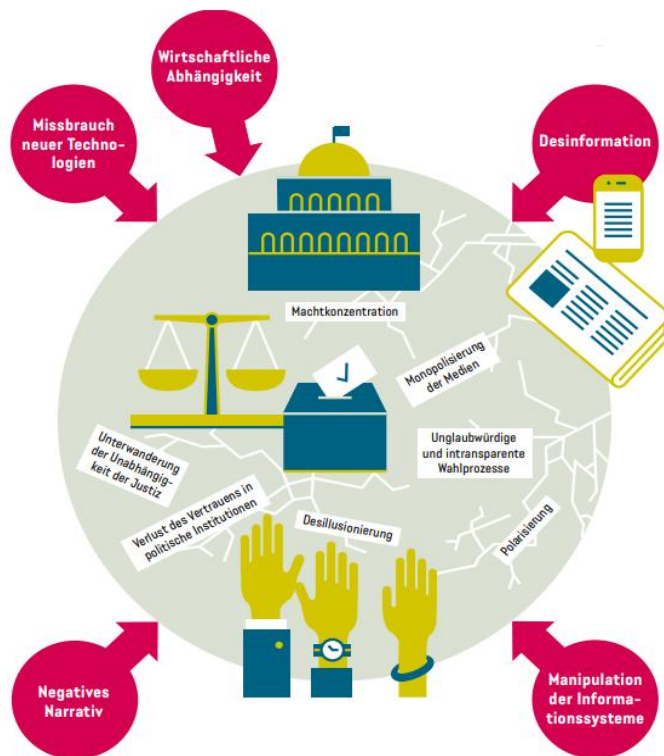 Wirtschaftliche
Abhängigkeit
Missbrauch
neuer Techno-
logien
Desinformation
Machtkonzentration
Monopolisierung
der Medien
Unglaubwürdige
und intransparente
Wahlprozesse
Unterwanderung
der Unabhängig-
keit der Justiz
Verlust des Vertrauens in
politische Institutionen
Desillusionierung
Polarisierung
Negatives
Narrativ
Manipulation
der Informa-
tionssysteme